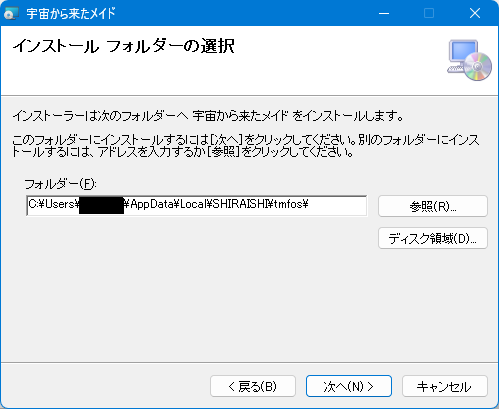 宇宙から来たメイド
インストール フォルダーの選択
インストーラーは次のフォルダーへ 宇宙から来たメイド をインストールします。
このフォルダーにインストールするには[次へ]をクリックしてください。別のフォルダーにインス
トールするには、アドレスを入力するか[参照]をクリックしてください。
フォルダー(F):
C:¥Users¥ ¥AppData¥Local¥SHIRAISHI¥tmfos¥
参照(R)...
ディスク領域(D)...
< 戻る(B)
次へ(N) >
キャンセル